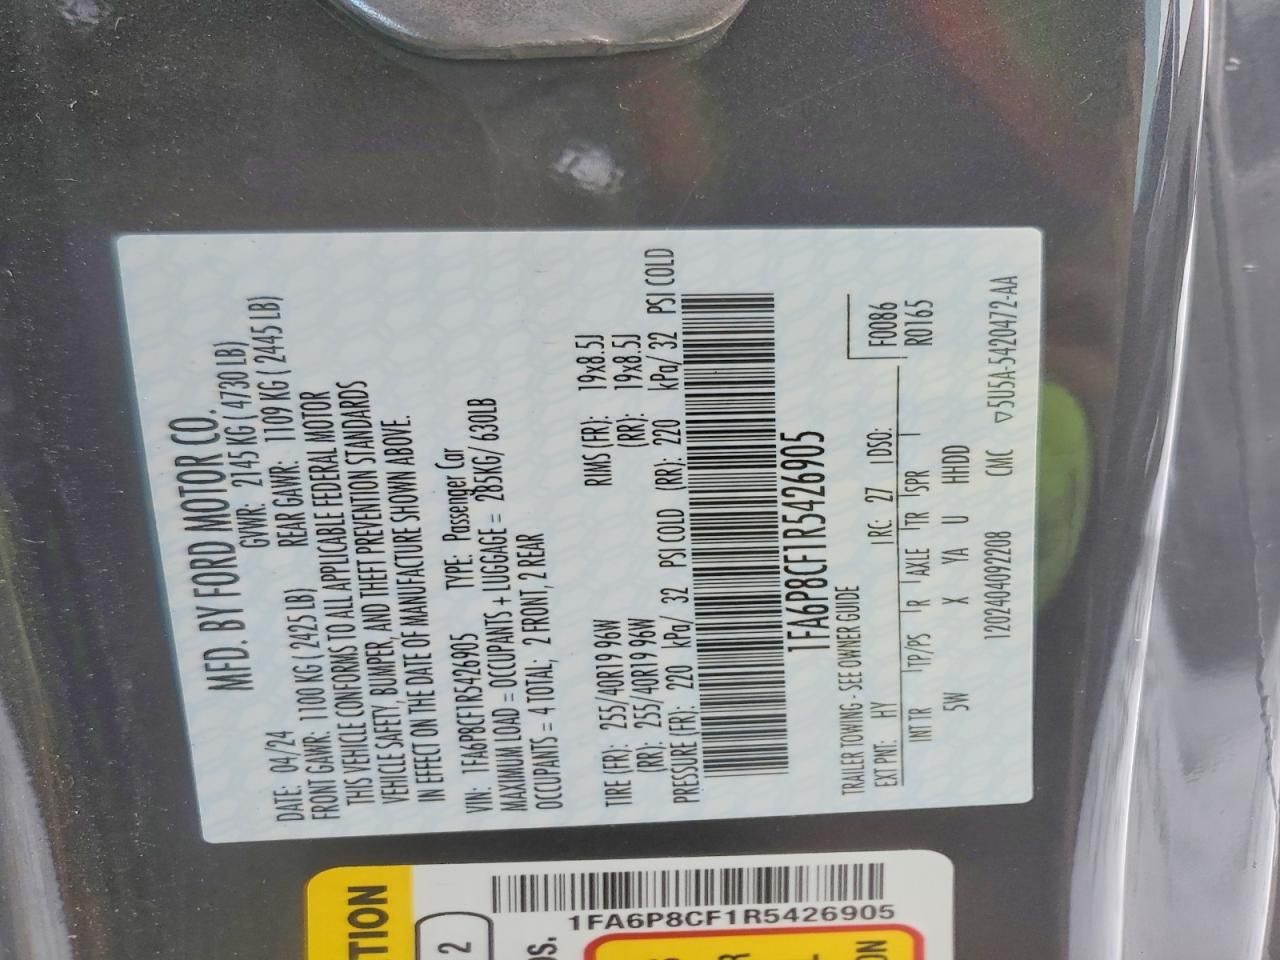 MFD. BY FORD MOTOR CO.
DATE: 04/24 GVWR: 2145 KG ( 4730 LB)
FRONT GAWR: 1100 KG ( 2425 LB) REAR GAWR: 1109 KG ( 2445 LB)
THIS VEHICLE CONFORMS TO ALL APPLICABLE FEDERAL MOTOR
VEHICLE SAFETY, BUMPER, AND THEFT PREVENTION STANDARDS
IN EFFECT ON THE DATE OF MANUFACTURE SHOWN ABOVE.
VIN: 1FA6P8CF1R5426905 TYPE: Passenger Car
MAXIMUM LOAD = OCCUPANTS + LUGGAGE = 285KG/ 630LB
OCCUPANTS = 4 TOTAL, 2 FRONT, 2 REAR
TIRE (FR): 255/40R19 96W RIMS (FR): 19x8.5J
(RR): 255/40R19 96W (RR): 19x8.5J
PRESSURE (FR): 220 kPa/ 32 PSI COLD (RR): 220 kPa/ 32 PSI COLD
1FA6P8CF1R5426905
TRAILER TOWING - SEE OWNER GUIDE
EXT PNT: HY RC: 27 DSO: F0086
R0165
INT TR TP/PS R AXLE TR SPR
5W X YA U HHDD
1202404092208 CMC ▽5U5A-5420472-AA
TION
2
1FA6P8CF1R5426905